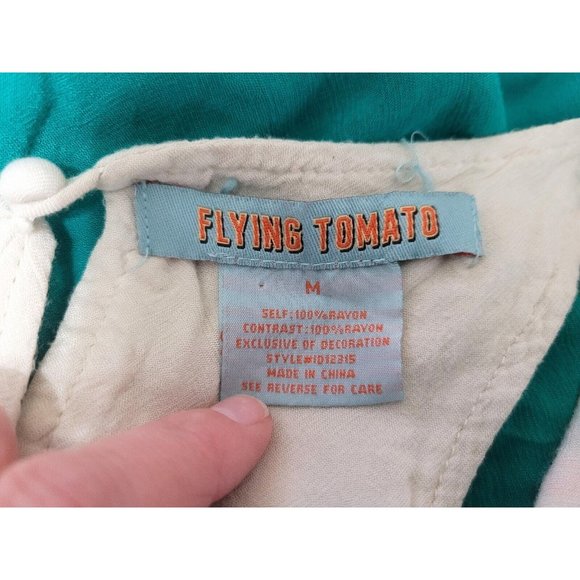 FLYING TOMATO
M
SELF:100%RAYON
CONTRAST:100%RAYON
EXCLUSIVE OF DECORATION
STYLE#ID12315
MADE IN CHINA
SEE REVERSE FOR CARE